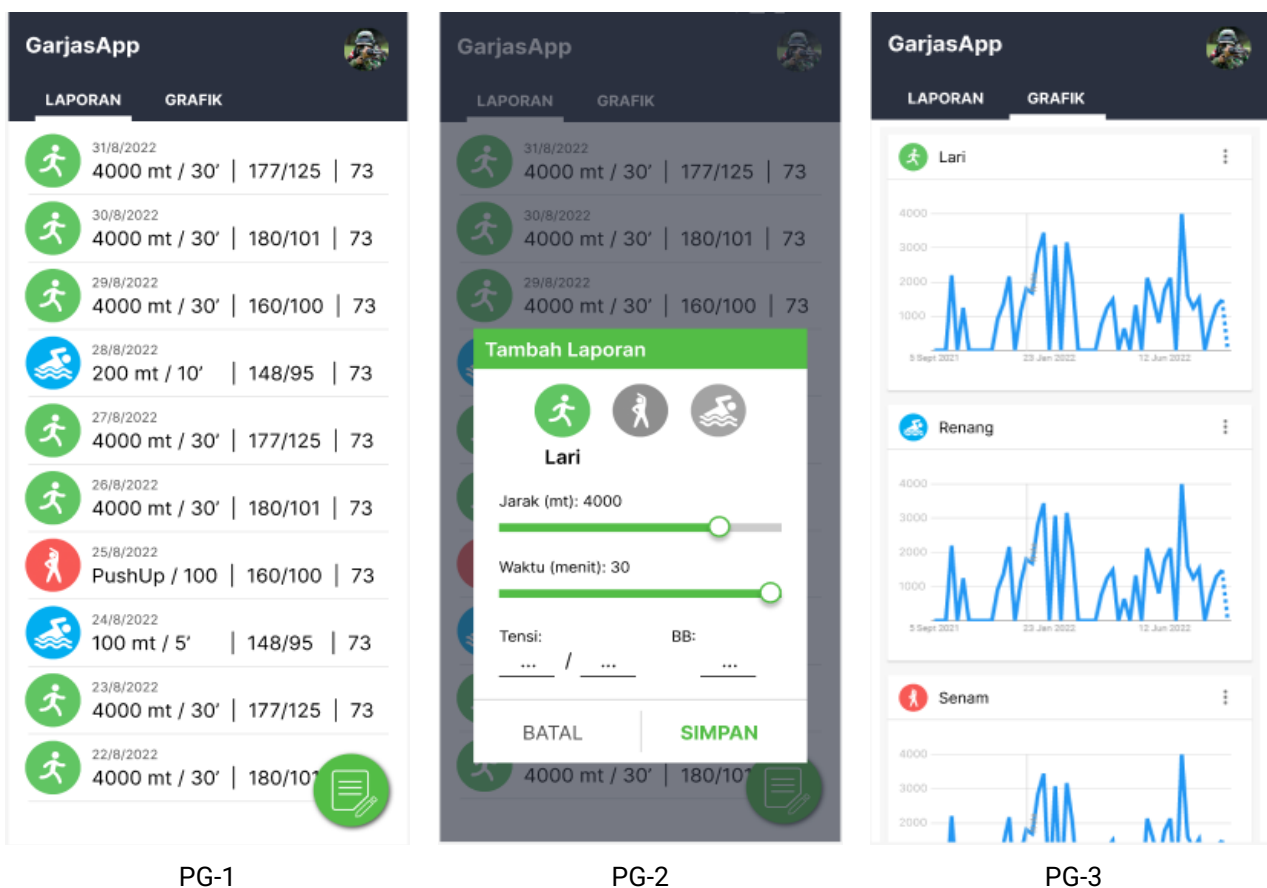 GarjasApp
LAPORAN GRAFIK
31/8/2022
4000 mt / 30' | 177/125 | 73
30/8/2022
4000 mt / 30' | 180/101 | 73
29/8/2022
4000 mt / 30' | 160/100 | 73
28/8/2022
200 mt / 10' | 148/95 | 73
27/8/2022
4000 mt / 30' | 177/125 | 73
26/8/2022
4000 mt / 30' | 180/101 | 73
25/8/2022
PushUp / 100 | 160/100 | 73
24/8/2022
100 mt / 5' | 148/95 | 73
23/8/2022
4000 mt / 30' | 177/125 | 73
22/8/2022
4000 mt / 30' | 180/101
PG-1
GarjasApp
LAPORAN GRAFIK
31/8/2022
4000 mt / 30' | 177/125 | 73
30/8/2022
4000 mt / 30' | 180/101 | 73
29/8/2022
4000 mt / 30' | 160/100 | 73
Tambah Laporan
Lari
Jarak (mt): 4000
Waktu (menit): 30
Tensi: BB:
... / ... ...
BATAL SIMPAN
4000 mt / 30' | 180/101
PG-2
GarjasApp
LAPORAN GRAFIK
Lari
4000
3000
2000
1000
5 Sept 2021 23 Jan 2022 12 Jun 2022
Renang
4000
3000
2000
1000
5 Sept 2021 23 Jan 2022 12 Jun 2022
Senam
4000
3000
2000
PG-3